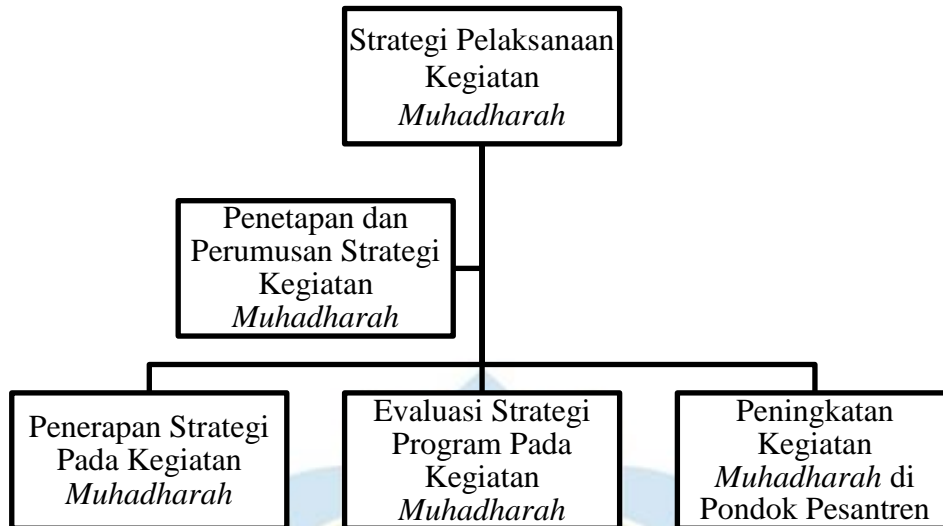 Strategi Pelaksanaan
Kegiatan
Muhadharah
Penetapan dan
Perumusan Strategi
Kegiatan
Muhadharah
Penerapan Strategi
Pada Kegiatan
Muhadharah
Evaluasi Strategi
Program Pada
Kegiatan
Muhadharah
Peningkatan
Kegiatan
Muhadharah di
Pondok Pesantren